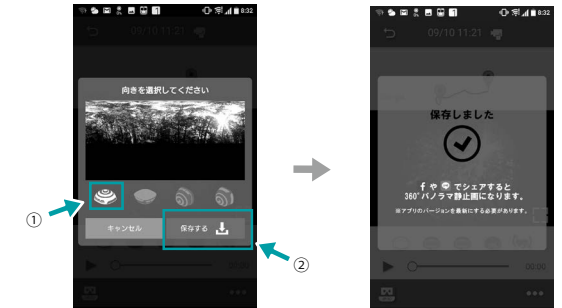 8:32
09/10 11:21
向きを選択してください
①
キャンセル
保存する
②
00:00
8:32
09/10 11:21
保存しました
f や でシェアすると
360°パノラマ静止画になります。
※アプリのバージョンを最新にする必要があります。
00:00